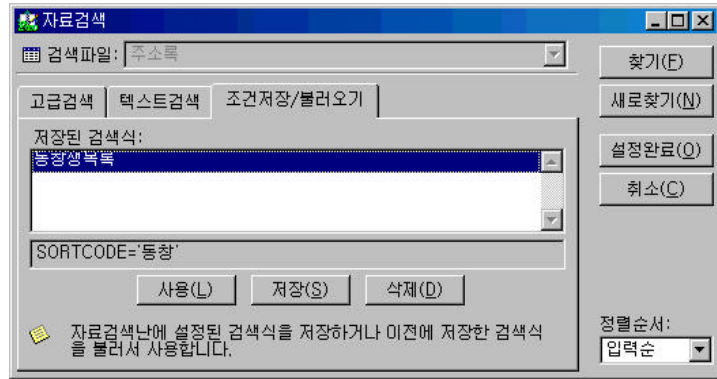 자료검색
검색파일: 주소록
찾기(F)
고급검색 텍스트검색 조건저장/불러오기
새로찾기(N)
저장된 검색식:
동창생목록
설정완료(O)
취소(C)
SORTCODE='동창'
사용(L) 저장(S) 삭제(D)
자료검색난에 설정된 검색식을 저장하거나 이전에 저장한 검색식
을 불러서 사용합니다.
정렬순서:
입력순